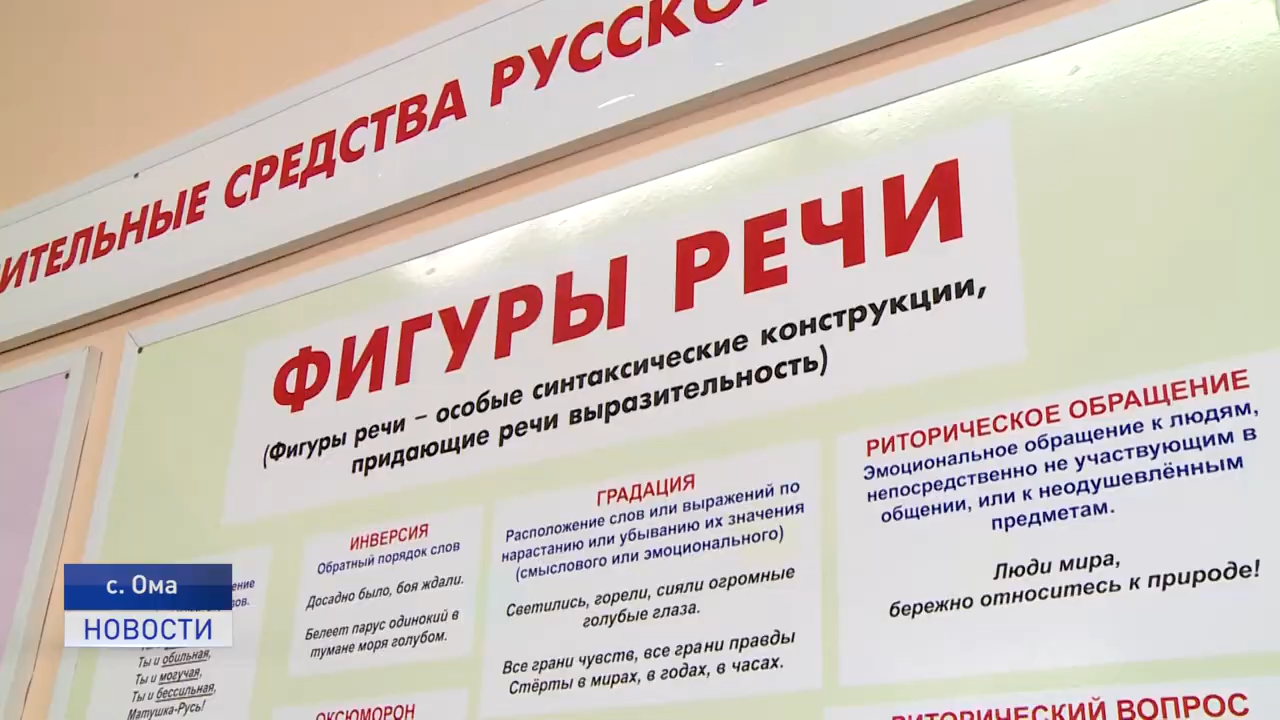 ИТЕЛЬНЫЕ СРЕДСТВА РУССКО
ФИГУРЫ РЕЧИ
(Фигуры речи – особые синтаксические конструкции,
придающие речи выразительность)
РИТОРИЧЕСКОЕ ОБРАЩЕНИЕ
Эмоциональное обращение к людям,
непосредственно не участвующим в
общении, или к неодушевлённым
предметам.
Люди мира,
бережно относитесь к природе!
ГРАДАЦИЯ
Расположение слов или выражений по
нарастанию или убыванию их значения
(смыслового или эмоционального)
Светились, горели, сияли огромные
голубые глаза.
Все грани чувств, все грани правды
Стёрты в мирах, в годах, в часах.
ИНВЕРСИЯ
Обратный порядок слов
Досадно было, боя ждали.
Белеет парус одинокий в
тумане моря голубом.
Ты и обильная,
Ты и могучая,
Ты и бессильная,
Матушка-Русь!
ОКСЮМОРОН
РИТОРИЧЕСКИЙ ВОПРОС
с. Ома
НОВОСТИ